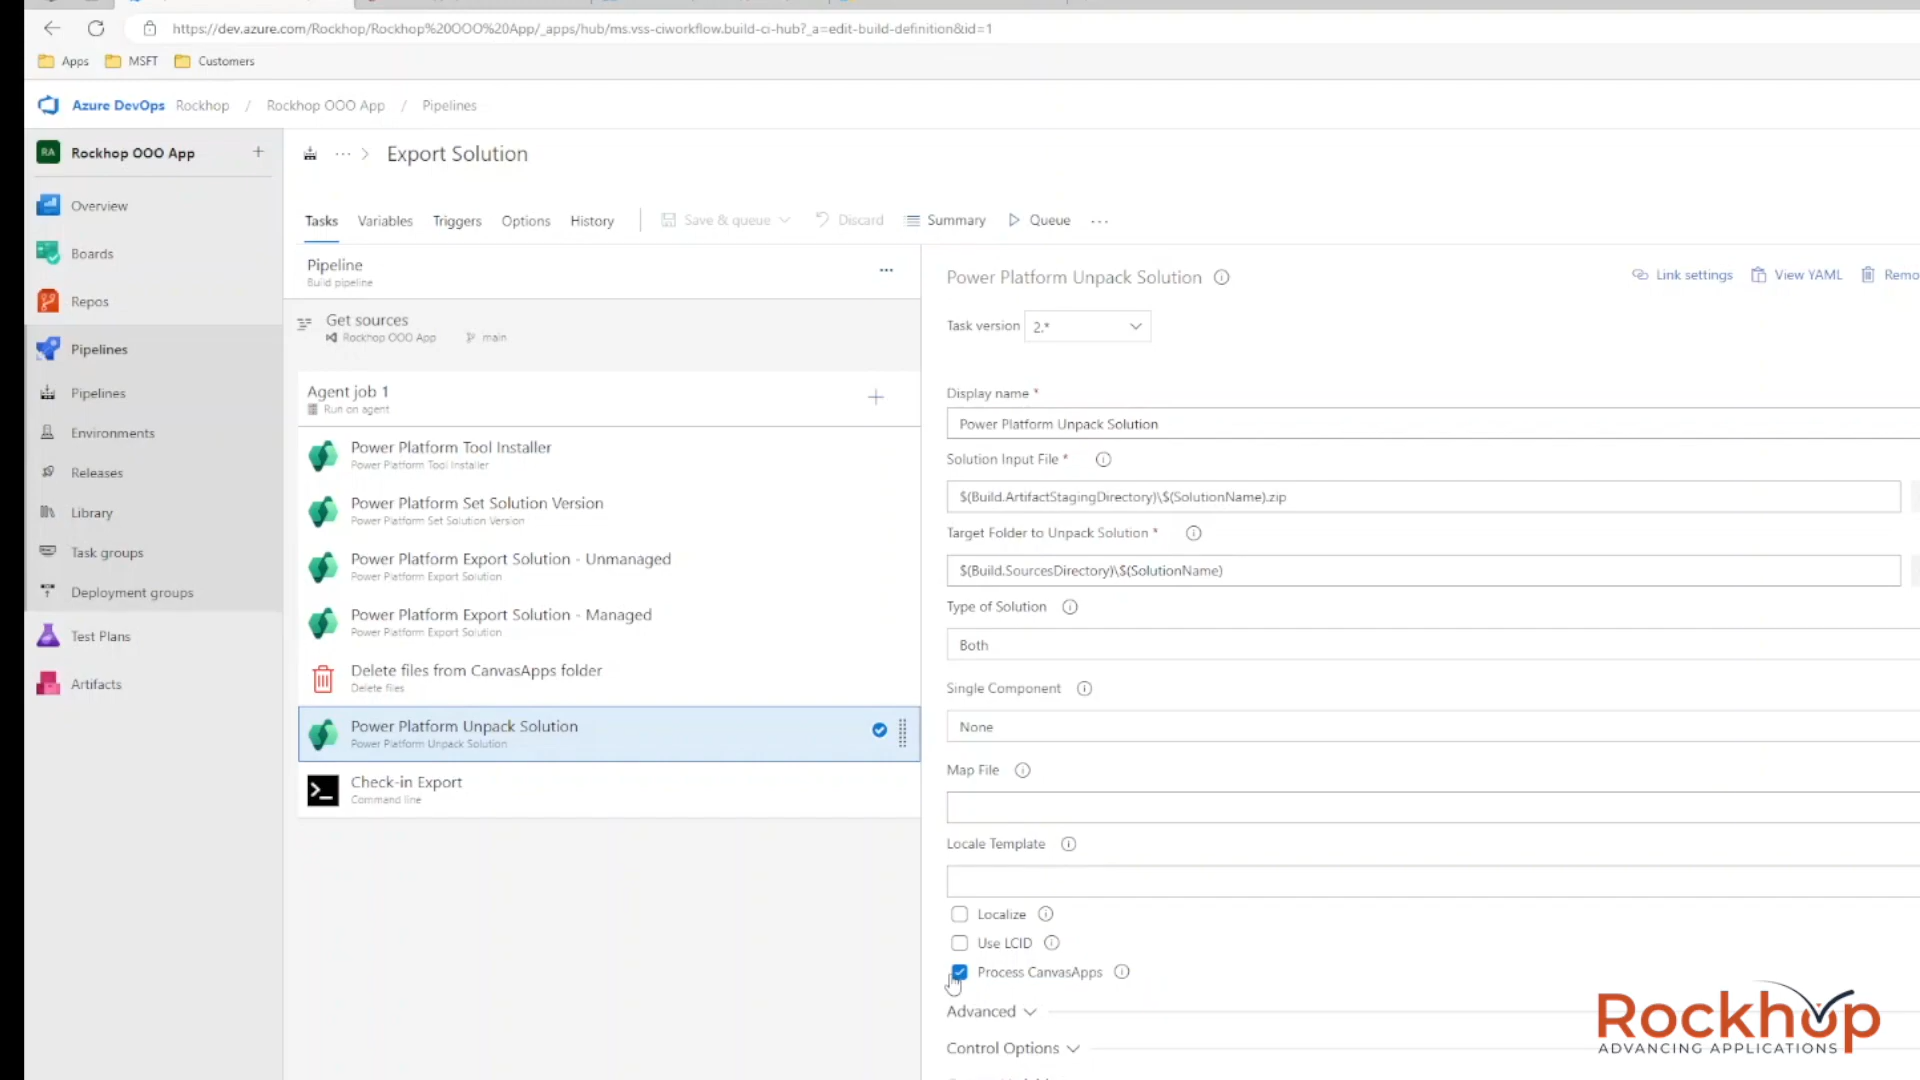 https://dev.azure.com/Rockhop/Rockhop%20OOO%20App/_apps/hub/ms.vss-ciworkflow.build-ci-hub?_a=edit-build-definition&id=1
Apps MSFT Customers
Azure DevOps Rockhop / Rockhop OOO App / Pipelines
RA Rockhop OOO App +
Overview
Boards
Repos
Pipelines
Pipelines
Environments
Releases
Library
Task groups
Deployment groups
Test Plans
Artifacts
... > Export Solution
Tasks Variables Triggers Options History Save & queue Discard Summary Queue ...
Pipeline ...
Build pipeline
Get sources
Rockhop OOO App main
Agent job 1 +
Run on agent
Power Platform Tool Installer
Power Platform Tool Installer
Power Platform Set Solution Version
Power Platform Set Solution Version
Power Platform Export Solution - Unmanaged
Power Platform Export Solution
Power Platform Export Solution - Managed
Power Platform Export Solution
Delete files from CanvasApps folder
Delete files
Power Platform Unpack Solution
Power Platform Unpack Solution
Check-in Export
Command line
Power Platform Unpack Solution
Link settings View YAML Remo
Task version 2.*
Display name *
Power Platform Unpack Solution
Solution Input File *
$(Build.ArtifactStagingDirectory)\$(SolutionName).zip
Target Folder to Unpack Solution *
$(Build.SourcesDirectory)\$(SolutionName)
Type of Solution
Both
Single Component
None
Map File
Locale Template
Localize
Use LCID
Process CanvasApps
Advanced
Control Options
Rockhop
ADVANCING APPLICATIONS